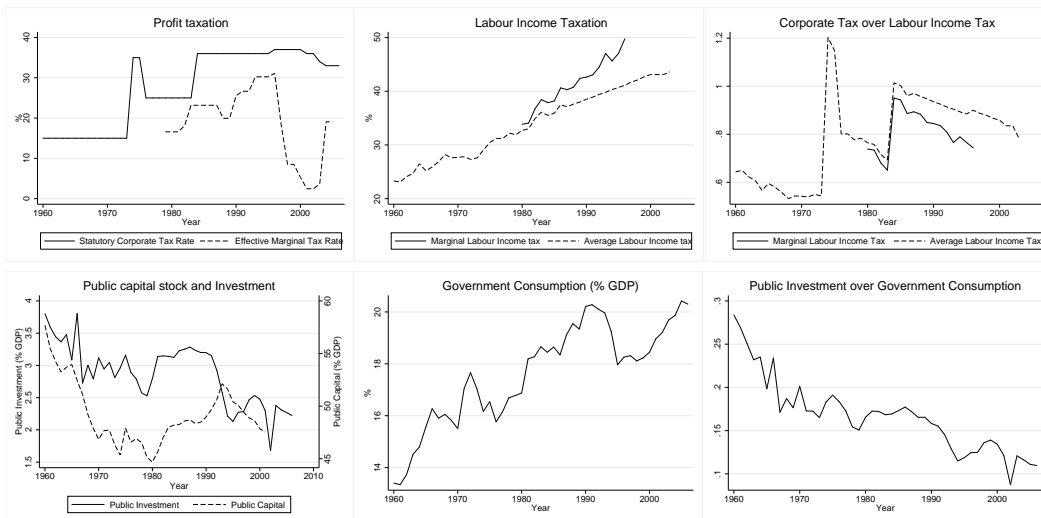 Profit taxation
40
30
20
10
0
%
1960 1970 1980 1990 2000
Year
Statutory Corporate Tax Rate Effective Marginal Tax Rate
Labour Income Taxation
50
40
30
20
%
1960 1970 1980 1990 2000
Year
Marginal Labour Income tax Average Labour Income tax
Corporate Tax over Labour Income Tax
1.2
1
.8
.6
1960 1970 1980 1990 2000
Year
Marginal Labour Income Tax Average Labour Income Tax
Public capital stock and Investment
4
3.5
3
2.5
2
1.5
Public Investment (% GDP)
60
55
50
45
Public Capital (% GDP)
1960 1970 1980 1990 2000 2010
Year
Public Investment Public Capital
Government Consumption (% GDP)
20
18
16
14
%
1960 1970 1980 1990 2000
Year
Public Investment over Government Consumption
.3
.25
.2
.15
.1
1960 1970 1980 1990 2000
Year